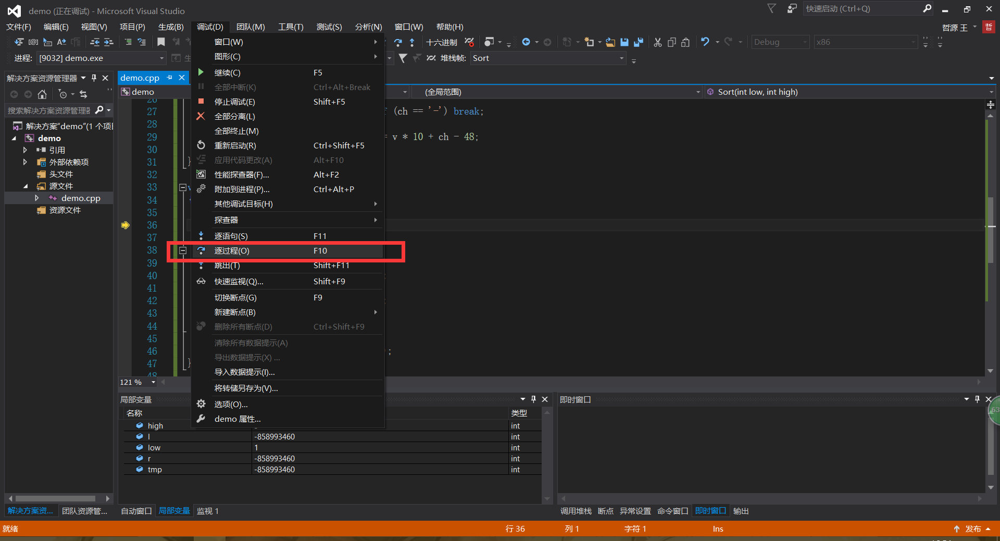 demo (正在调试) - Microsoft Visual Studio
快速启动 (Ctrl+Q)
文件(F) 编辑(E) 视图(V) 项目(P) 生成(B) 调试(D) 团队(M) 工具(T) 测试(S) 分析(N) 窗口(W) 帮助(H)
哲源 王 哲
十六进制 Debug x86
进程: [9032] demo.exe 堆栈帧: Sort
解决方案资源管理器
搜索解决方案资源管理器
解决方案"demo"(1 个项目
demo
引用
外部依赖项
头文件
源文件
demo.cpp
资源文件
demo.cpp
demo (全局范围) Sort(int low, int high)
26
27 (ch == '-') break;
28
29 = v * 10 + ch - 48;
30
31 }
32
33
34
35
36
37
38
39
40
41
42
43
44
45
46 ;
47 }
48
窗口(W)
图形(C)
继续(C) F5
全部中断(K) Ctrl+Alt+Break
停止调试(E) Shift+F5
全部分离(L)
全部终止(M)
重新启动(R) Ctrl+Shift+F5
应用代码更改(A) Alt+F10
性能探查器(F)... Alt+F2
附加到进程(P)... Ctrl+Alt+P
其他调试目标(H)
探查器
逐语句(S) F11
逐过程(O) F10
跳出(T) Shift+F11
快速监视(Q)... Shift+F9
切换断点(G) F9
新建断点(B)
删除所有断点(D) Ctrl+Shift+F9
清除所有数据提示(A)
导出数据提示(X) ...
导入数据提示(I)...
将转储另存为(V)...
选项(O)...
demo 属性...
121 %
局部变量
名称 类型
high int
l -858993460 int
low 1 int
r -858993460 int
tmp -858993460 int
即时窗口
63
解决方案资... 团队资源管... 自动窗口 局部变量 监视 1
调用堆栈 断点 异常设置 命令窗口 即时窗口 输出
就绪 行 36 列 1 字符 1 Ins 发布